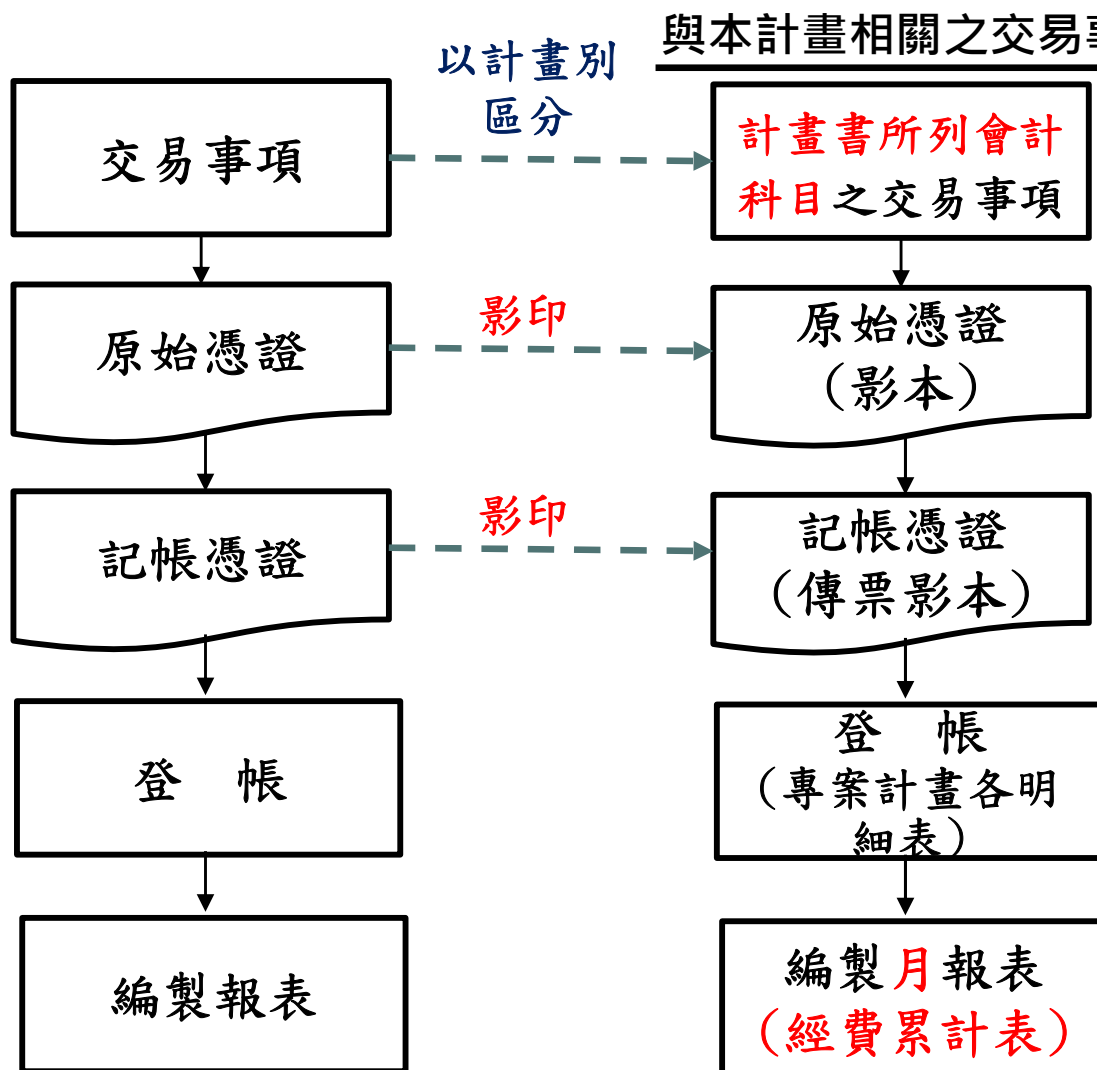 與本計畫相關之交易事
以計畫別
區分
交易事項
計畫書所列會計
科目之交易事項
原始憑證
影印
原始憑證
（影本）
記帳憑證
影印
記帳憑證
（傳票影本）
登　帳
登　帳
（專案計畫各明
細表）
編製報表
編製月報表
（經費累計表）